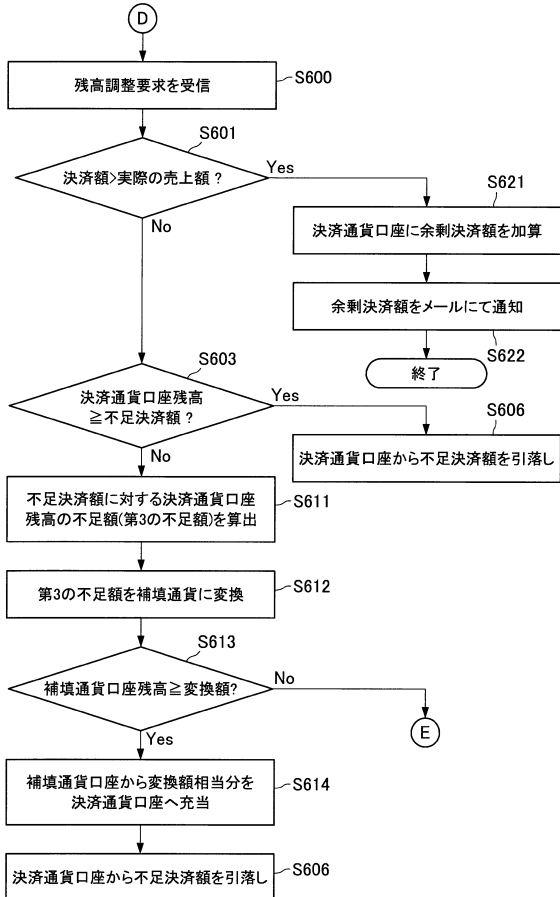 D
残高調整要求を受信
S600
S601
決済額>実際の売上額？
Yes
No
S621
決済通貨口座に余剰決済額を加算
余剰決済額をメールにて通知
S622
終了
S603
決済通貨口座残高
≧不足決済額？
Yes
No
S606
決済通貨口座から不足決済額を引落し
不足決済額に対する決済通貨口座
残高の不足額(第3の不足額)を算出
S611
第3の不足額を補填通貨に変換
S612
S613
補填通貨口座残高≧変換額?
No
Yes
E
補填通貨口座から変換額相当分を
決済通貨口座へ充当
S614
決済通貨口座から不足決済額を引落し
S606